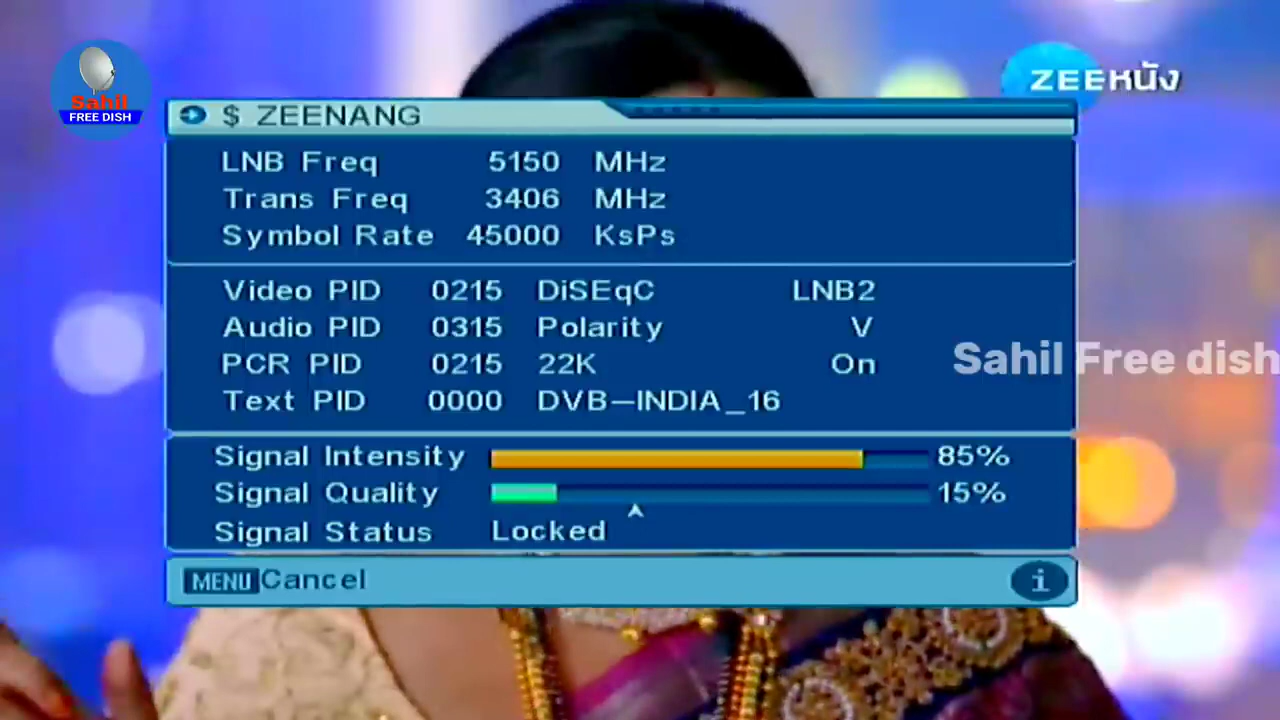 Sahil
FREE DISH
ZEEหนัง
$ ZEENANG
LNB Freq 5150 MHz
Trans Freq 3406 MHz
Symbol Rate 45000 KsPs
Video PID 0215 DiSEqC LNB2
Audio PID 0315 Polarity V
PCR PID 0215 22K On
Text PID 0000 DVB-INDIA_16
Sahil Free dish
Signal Intensity 85%
Signal Quality 15%
Signal Status Locked
MENU Cancel i